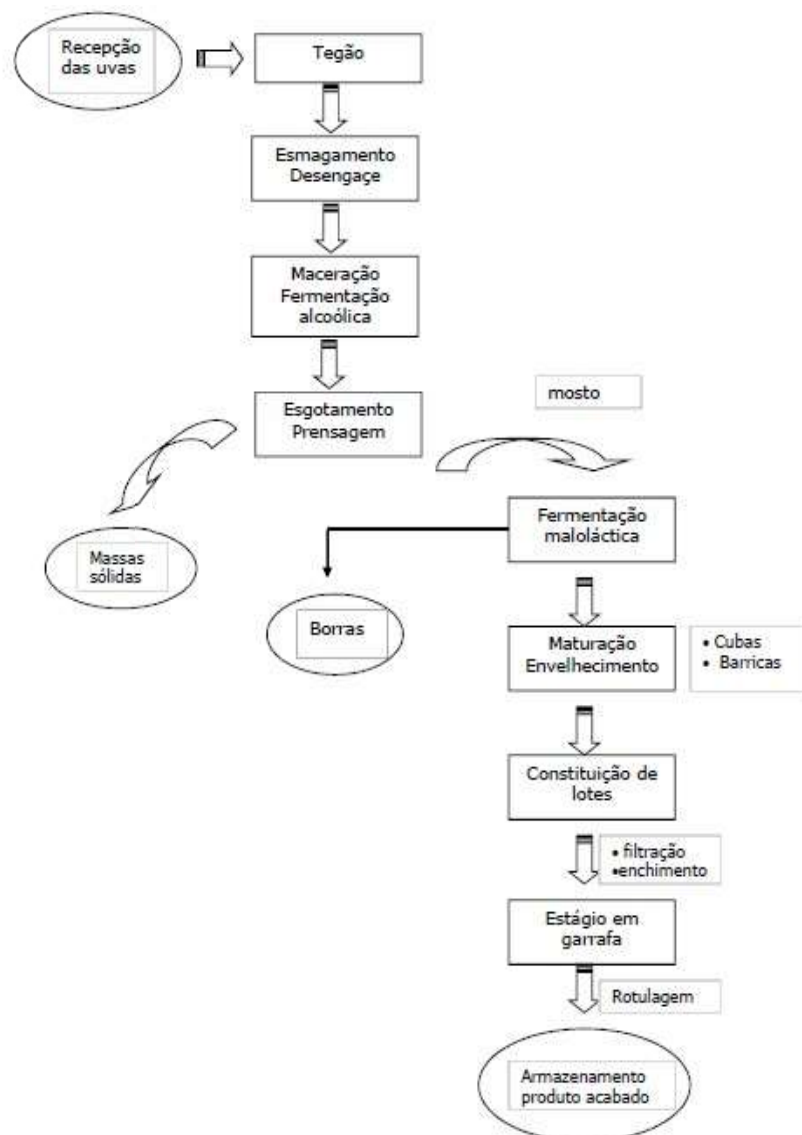 Recepção
das uvas
Tegão
Esmagamento
Desengaçe
Maceração
Fermentação
alcoólica
Esgotamento
Prensagem
mosto
Massas
sólidas
Fermentação
maloláctica
Borras
Maturação
Envelhecimento
• Cubas
• Barricas
Constituição de
lotes
• filtração
•enchimento
Estágio em
garrafa
Rotulagem
Armazenamento
produto acabado